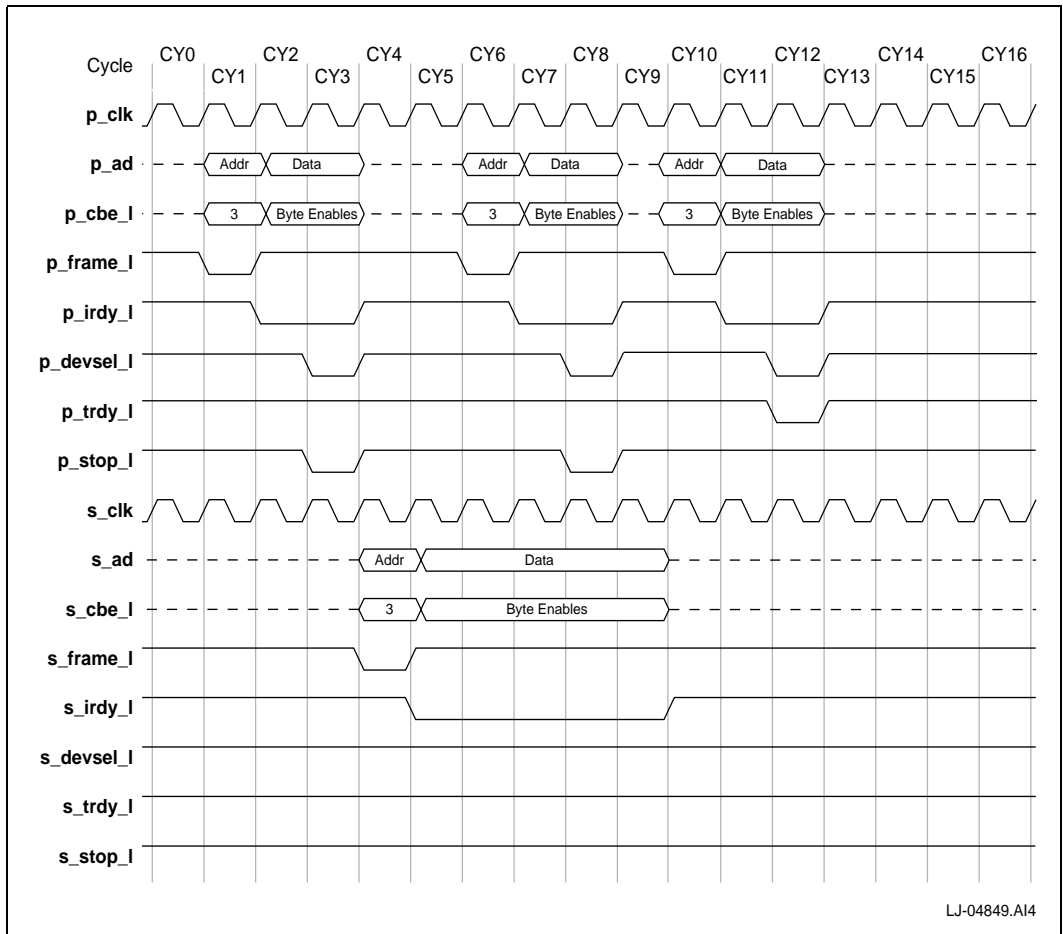 Cycle CY0 CY1 CY2 CY3 CY4 CY5 CY6 CY7 CY8 CY9 CY10 CY11 CY12 CY13 CY14 CY15 CY16
p_clk
p_ad Addr Data Addr Data Addr Data
p_cbe_l 3 Byte Enables 3 Byte Enables 3 Byte Enables
p_frame_l
p_irdy_l
p_devsel_l
p_trdy_l
p_stop_l
s_clk
s_ad Addr Data
s_cbe_l 3 Byte Enables
s_frame_l
s_irdy_l
s_devsel_l
s_trdy_l
s_stop_l
LJ-04849.AI4